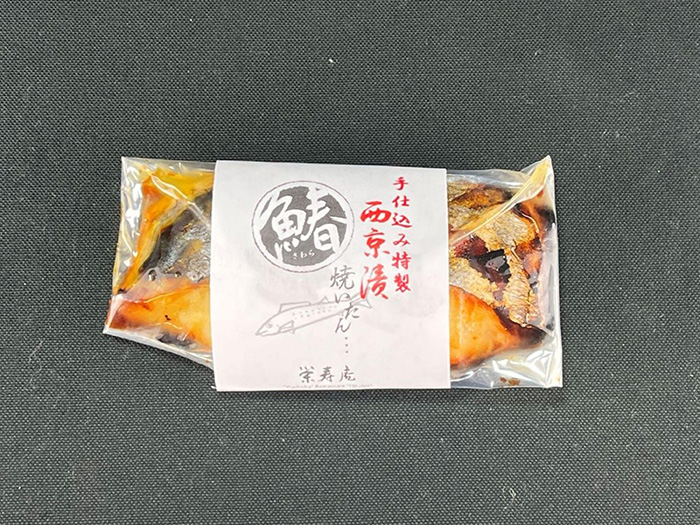 手仕込み特製
西京漬
焼いたん…
鰆
さわら
栄寿庵